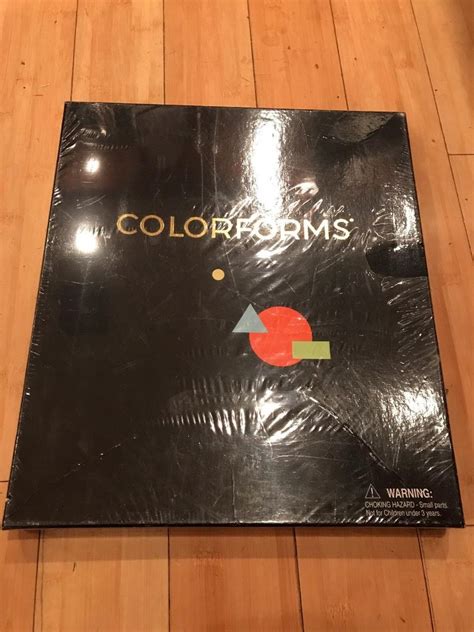 COLORFORMS®
WARNING:
CHOKING HAZARD - Small parts.
Not for Children under 3 years.